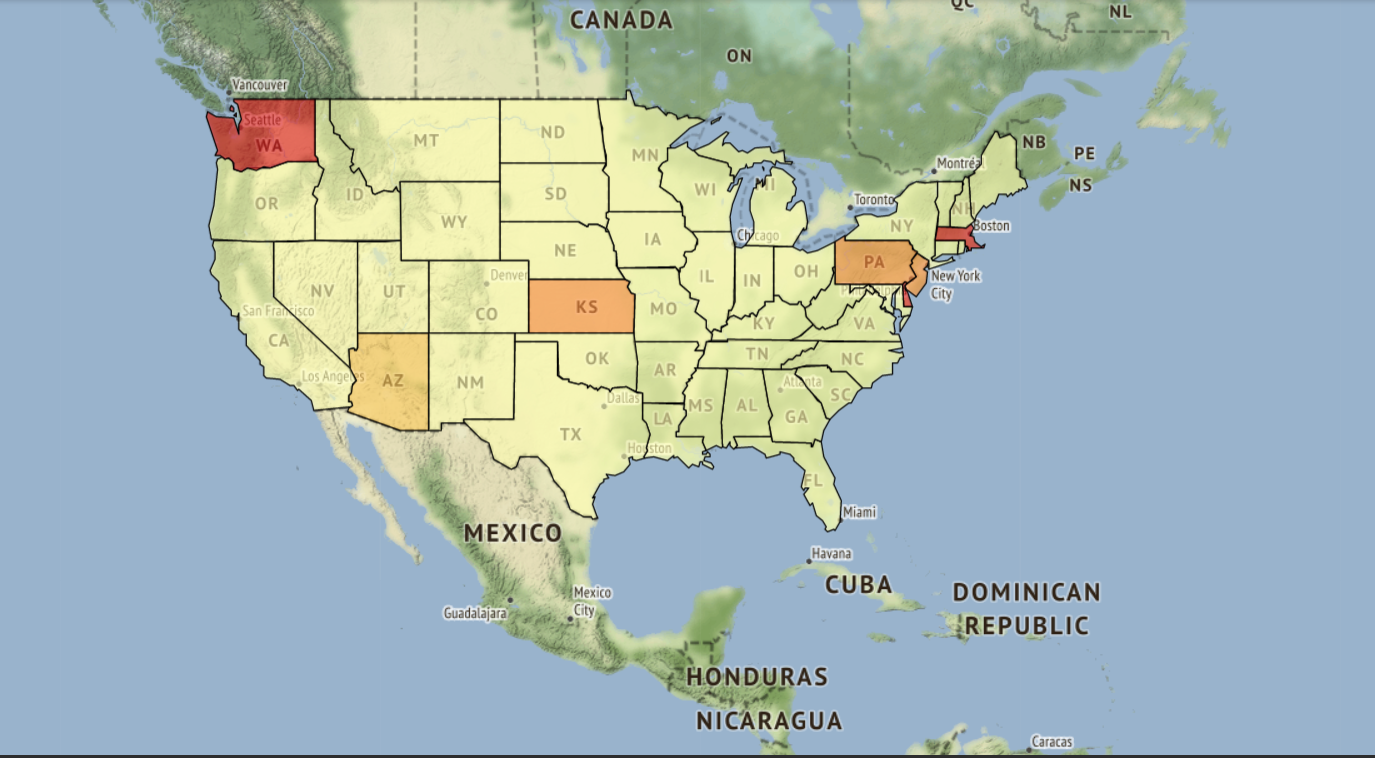 CANADA
QC
NL
ON
Vancouver
Seattle
WA
MT
ND
MN
NB
PE
NS
Montréal
OR
ID
WY
SD
WI
MI
Toronto
NY
NH
Boston
NE
IA
Chicago
IL
IN
OH
PA
New York
City
NV
UT
Denver
CO
KS
MO
KY
VA
San Francisco
CA
Los Angeles
AZ
NM
OK
AR
TN
NC
Dallas
MS
AL
Atlanta
GA
SC
TX
LA
Houston
FL
Miami
MEXICO
Havana
CUBA
Guadalajara
Mexico
City
DOMINICAN
REPUBLIC
HONDURAS
NICARAGUA
Caracas